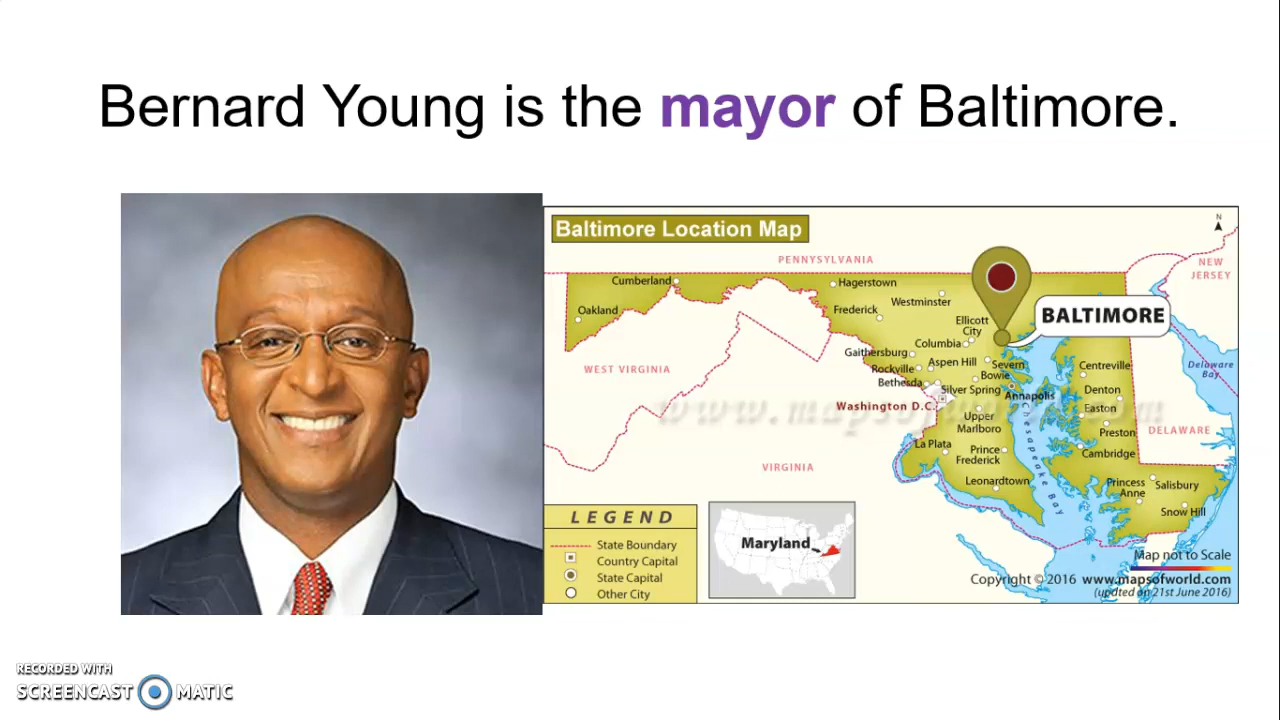 Bernard Young is the mayor of Baltimore.
Baltimore Location Map
N
PENNSYLVANIA
NEW
JERSEY
Cumberland
Hagerstown
Oakland
Frederick
Westminster
Ellicott
City
BALTIMORE
Columbia
Gaithersburg
Aspen Hill
Severn
Centreville
Delaware
Bay
WEST VIRGINIA
Rockville
Bowie
Bethesda
Silver Spring
Annapolis
Denton
Washington D.C.
Easton
Upper
Marlboro
Preston
DELAWARE
La Plata
Prince
Frederick
Cambridge
VIRGINIA
Chesapeake Bay
Leonardtown
Princess
Anne
Salisbury
Snow Hill
LEGEND
State Boundary
Country Capital
State Capital
Other City
Maryland
Map not to Scale
Copyright © 2016 www.mapsofworld.com
(updted on 21st June 2016)
RECORDED WITH
SCREENCAST MATIC